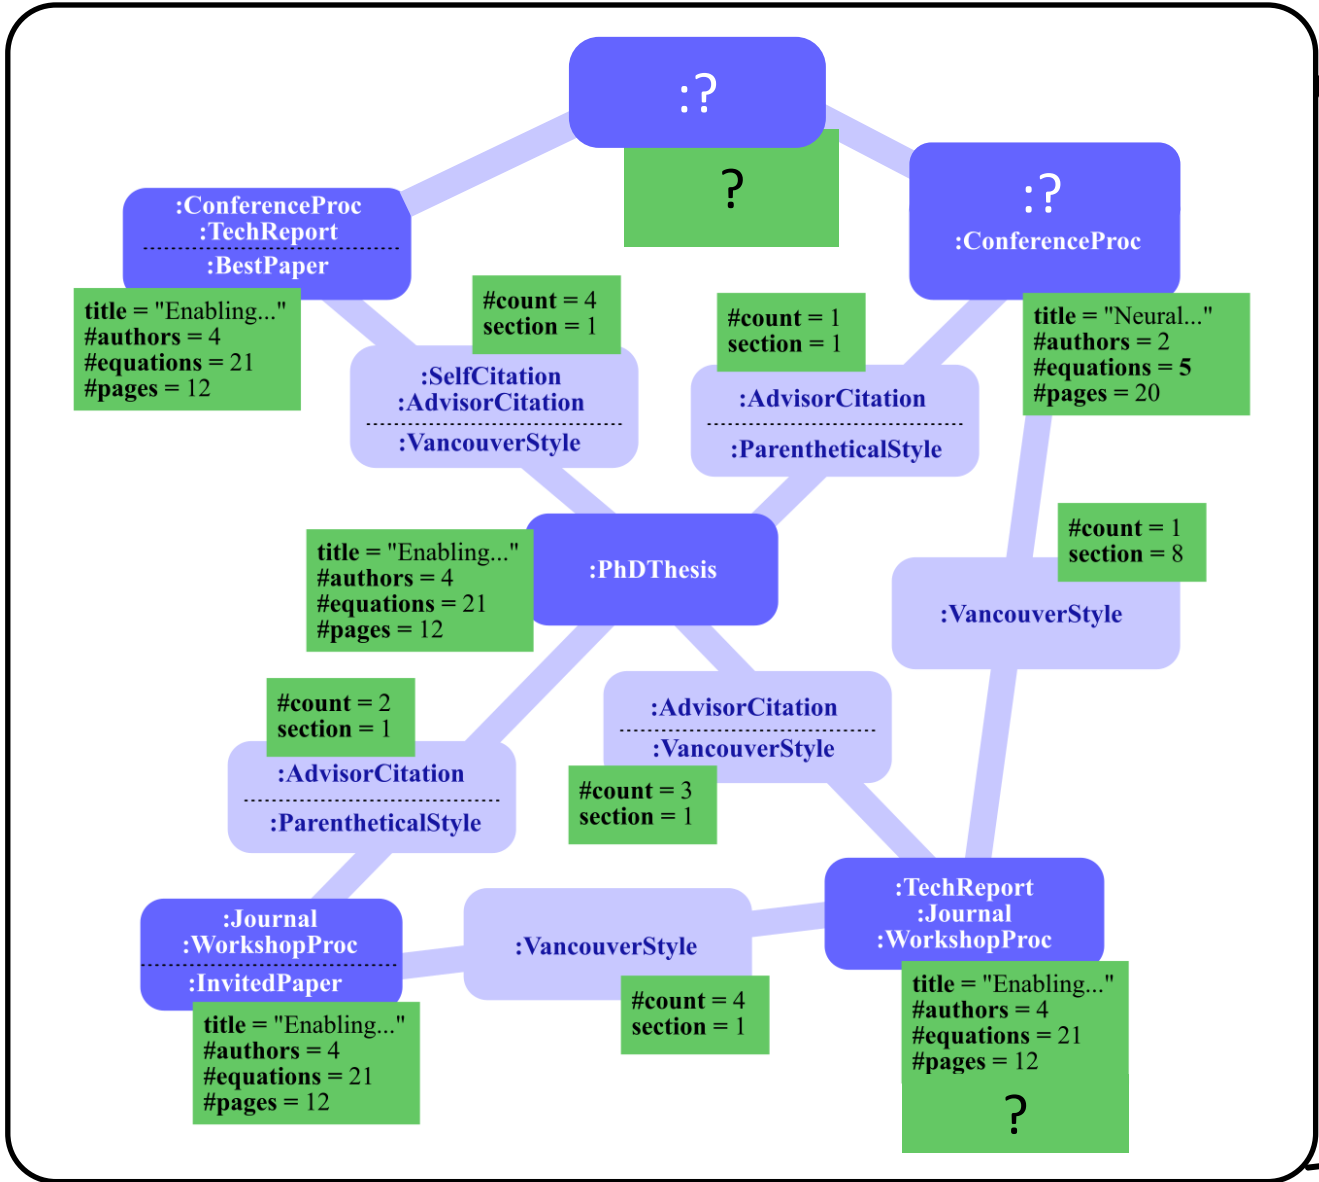 :?
?
:ConferenceProc
:TechReport
:BestPaper
title = "Enabling..."
#authors = 4
#equations = 21
#pages = 12
:?
:ConferenceProc
title = "Neural..."
#authors = 2
#equations = 5
#pages = 20
#count = 4
section = 1
:SelfCitation
:AdvisorCitation
:VancouverStyle
#count = 1
section = 1
:AdvisorCitation
:ParentheticalStyle
title = "Enabling..."
#authors = 4
#equations = 21
#pages = 12
:PhDThesis
#count = 1
section = 8
:VancouverStyle
#count = 2
section = 1
:AdvisorCitation
:ParentheticalStyle
:AdvisorCitation
:VancouverStyle
#count = 3
section = 1
:Journal
:WorkshopProc
:InvitedPaper
title = "Enabling..."
#authors = 4
#equations = 21
#pages = 12
:VancouverStyle
#count = 4
section = 1
:TechReport
:Journal
:WorkshopProc
title = "Enabling..."
#authors = 4
#equations = 21
#pages = 12
?